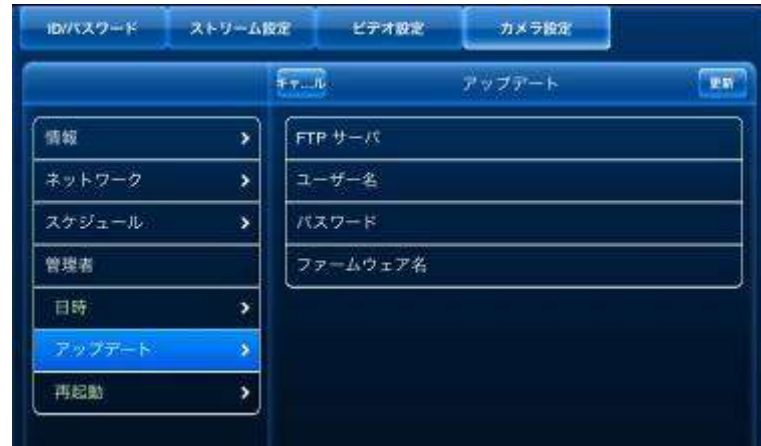 ID/パスワード
ストリーム設定
ビデオ設定
カメラ設定
キャ...ル
アップデート
更新
情報
ネットワーク
スケジュール
管理者
日時
アップデート
再起動
FTP サーバ
ユーザー名
パスワード
ファームウェア名